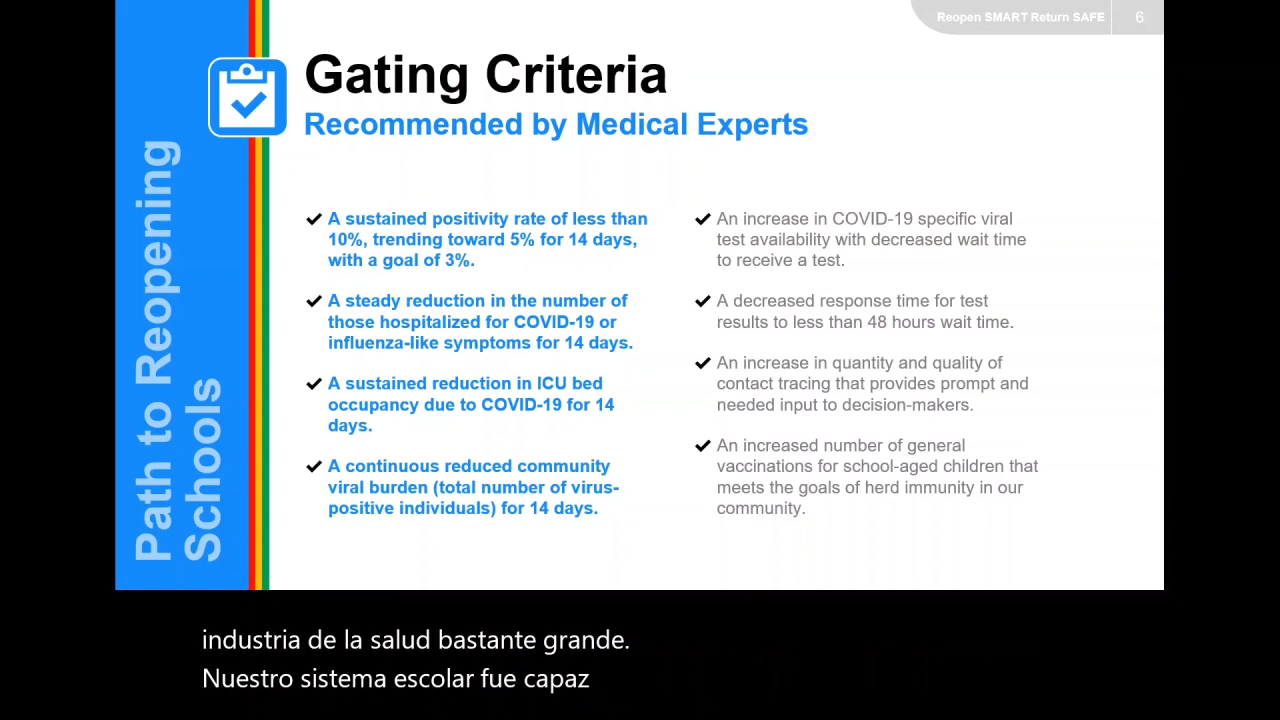 Reopen SMART Return SAFE 6
Path to Reopening
Schools
Gating Criteria
Recommended by Medical Experts
A sustained positivity rate of less than
10%, trending toward 5% for 14 days,
with a goal of 3%.
A steady reduction in the number of
those hospitalized for COVID-19 or
influenza-like symptoms for 14 days.
A sustained reduction in ICU bed
occupancy due to COVID-19 for 14
days.
A continuous reduced community
viral burden (total number of virus-
positive individuals) for 14 days.
An increase in COVID-19 specific viral
test availability with decreased wait time
to receive a test.
A decreased response time for test
results to less than 48 hours wait time.
An increase in quantity and quality of
contact tracing that provides prompt and
needed input to decision-makers.
An increased number of general
vaccinations for school-aged children that
meets the goals of herd immunity in our
community.
industria de la salud bastante grande.
Nuestro sistema escolar fue capaz